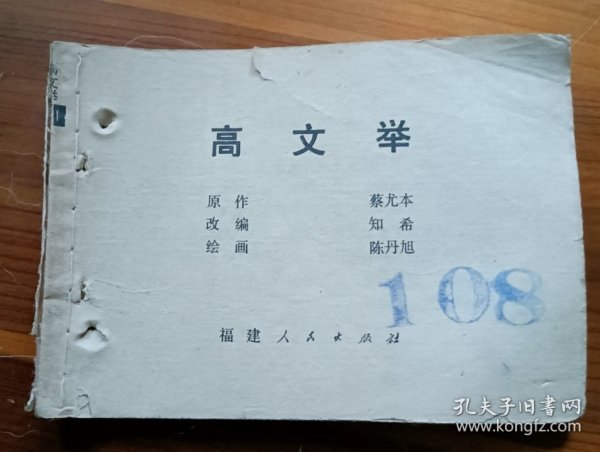 高文举
原作 蔡尤本
改编 知希
绘画 陈丹旭
108
福建人民出版社
孔夫子旧书网
www.kongfz.com